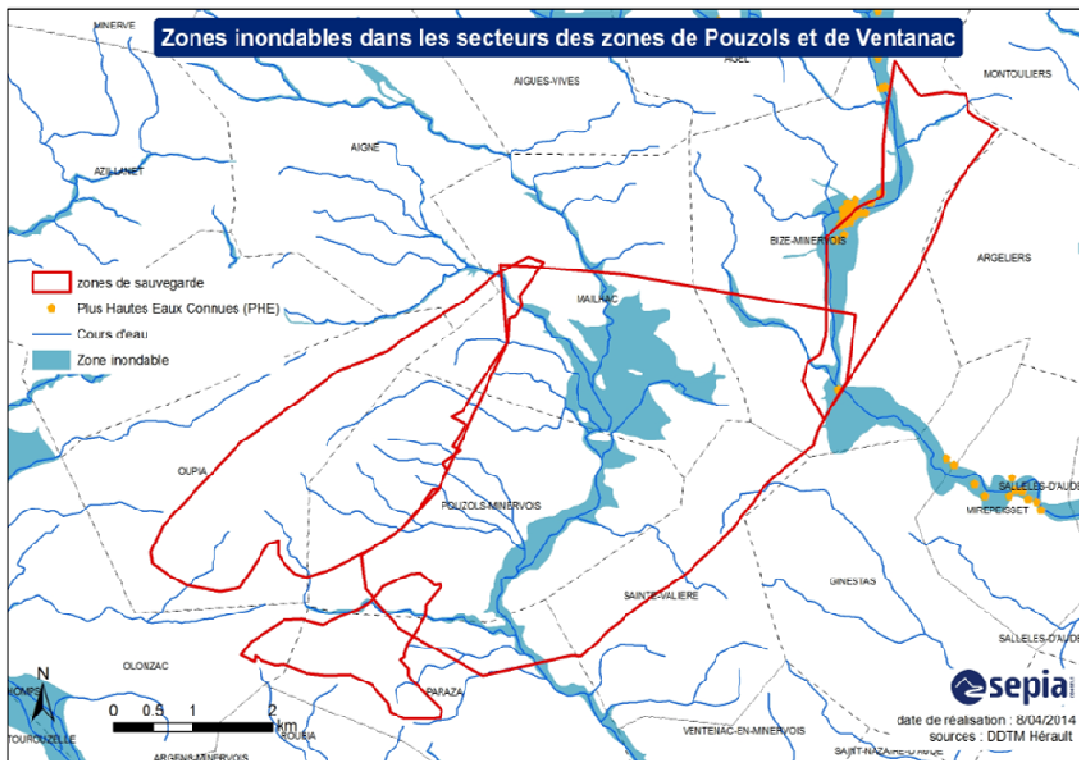 MINERVE
Zones inondables dans les secteurs des zones de Pouzols et de Ventanac
AIGUES-VIVES
MONTOULIERS
AIGNE
AZILLANET
BIZE-MINERVOIS
ARGELIERS
zones de sauvegarde
Plus Hautes Eaux Connues (PHE)
Cours d'eau
Zone inondable
MAILHAC
OUPIA
POUZOLS-MINERVOIS
SALLELES-D'AUDE
MIREPEISSET
GINESTAS
SAINTE-VALIERE
SALLELES-D'AUDE
OLONZAC
PARAZA
N
0 0.5 1 2
km
TOUROUZELLE
ROUBIA
ARGENS-MINERVOIS
VENTENAC-EN-MINERVOIS
sepia
date de réalisation : 8/04/2014
sources : DDTM Hérault